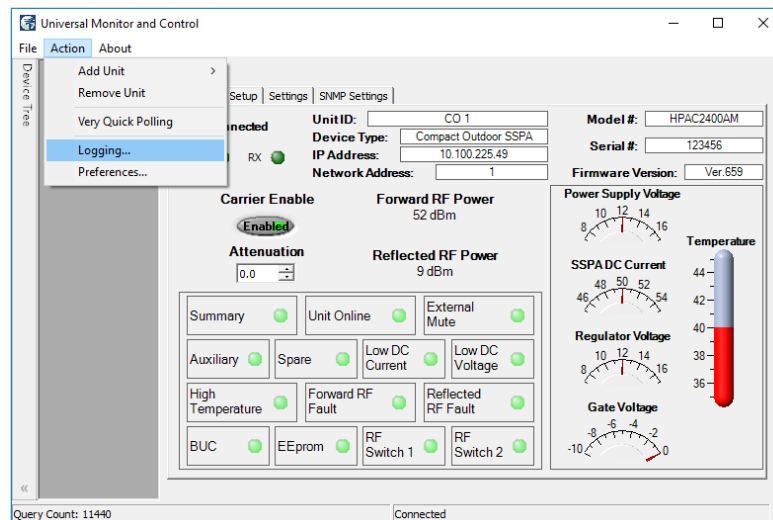 Universal Monitor and Control
File Action About
Device Tree
Add Unit
Remove Unit
Very Quick Polling
Logging...
Preferences...
Setup Settings SNMP Settings
Unit ID: CO 1
Device Type: Compact Outdoor SSPA
RX IP Address: 10.100.225.49
Network Address: 1
Model #: HPAC2400AM
Serial #: 123456
Firmware Version: Ver.659
Carrier Enable
Enabled
Attenuation
0.0
Forward RF Power
52 dBm
Reflected RF Power
9 dBm
Summary
Unit Online
External
Mute
Auxiliary
Spare
Low DC
Current
Low DC
Voltage
High
Temperature
Forward RF
Fault
Reflected
RF Fault
BUC
EEprom
RF
Switch 1
RF
Switch 2
Power Supply Voltage
8 10 12 14 16
SSPA DC Current
46 48 50 52 54
Regulator Voltage
8 10 12 14 16
Gate Voltage
-10 -8 -6 -4 -2 0
Temperature
44
42
40
38
36
Query Count: 11440
Connected